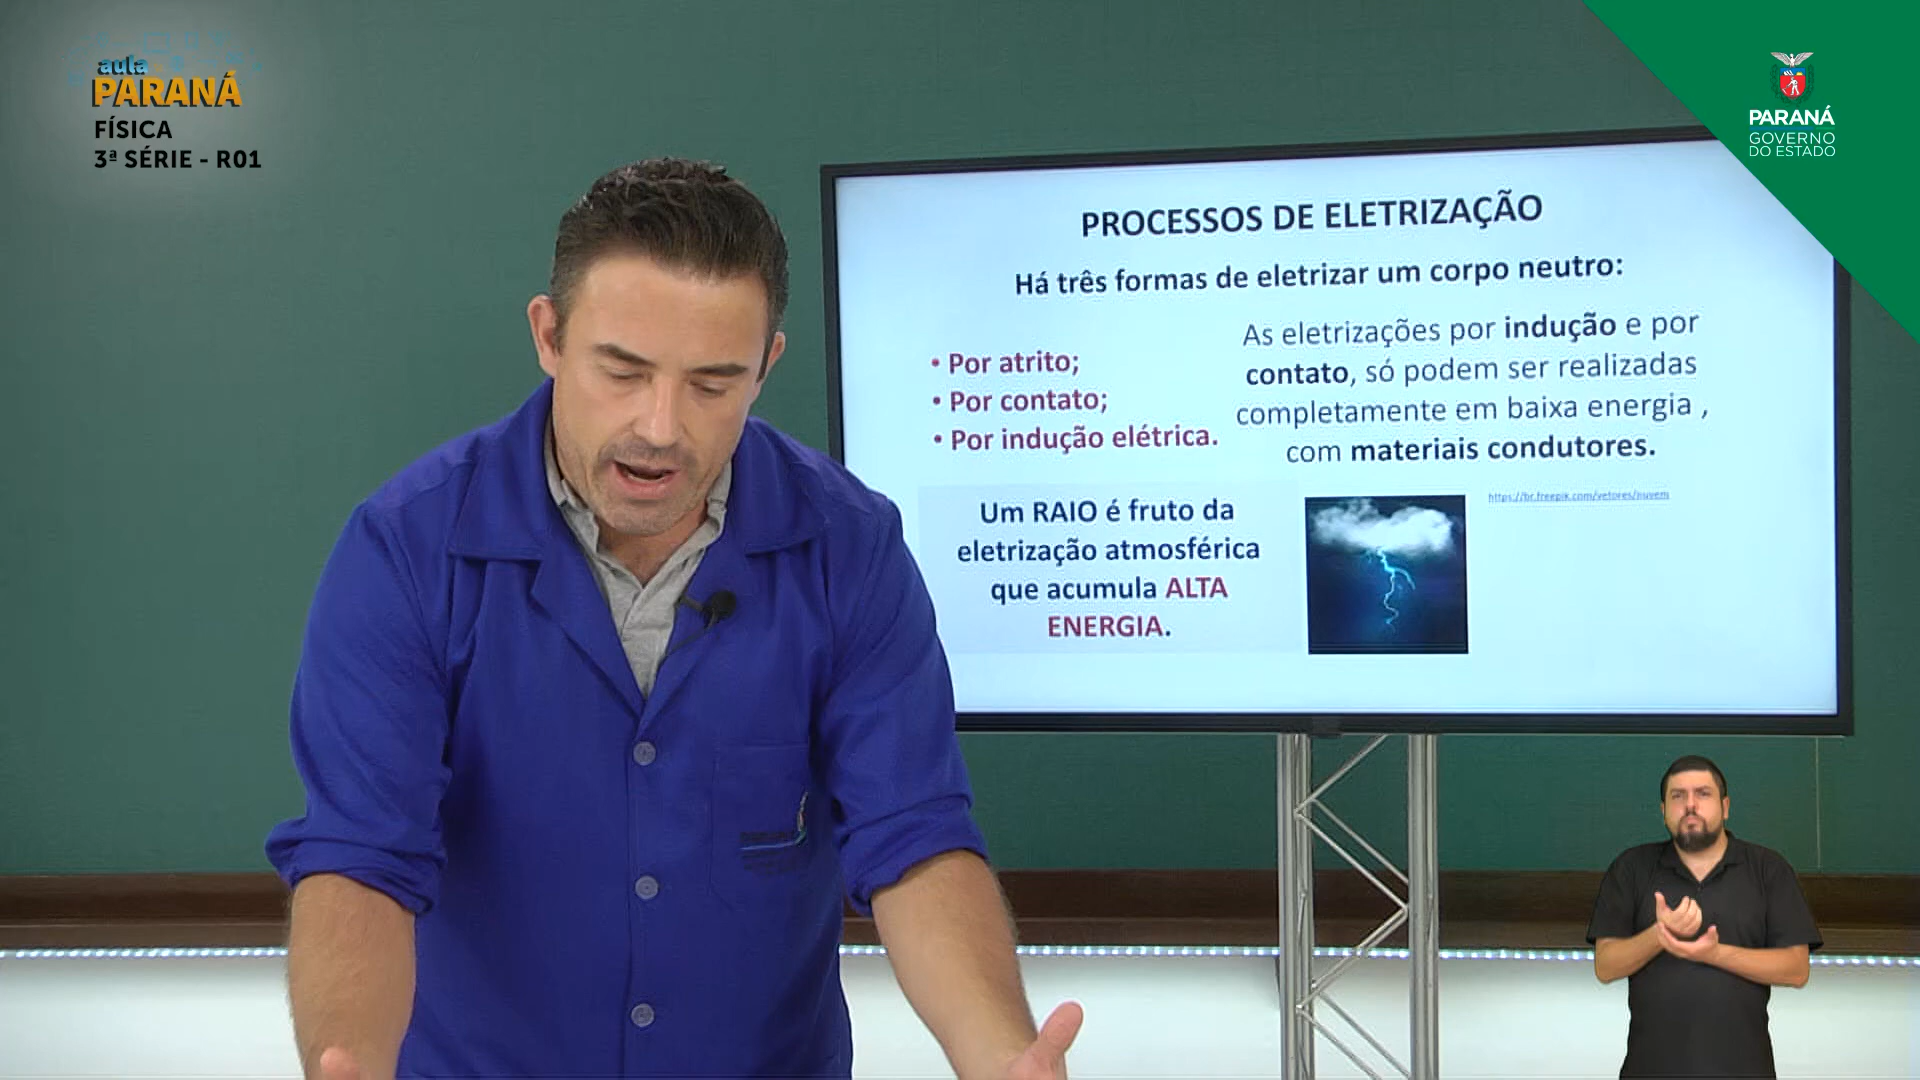 aula
PARANÁ
FÍSICA
3ª SÉRIE - R01
PARANÁ
GOVERNO
DO ESTADO
PROCESSOS DE ELETRIZAÇÃO
Há três formas de eletrizar um corpo neutro:
• Por atrito;
• Por contato;
• Por indução elétrica.
As eletrizações por indução e por
contato, só podem ser realizadas
completamente em baixa energia ,
com materiais condutores.
Um RAIO é fruto da
eletrização atmosférica
que acumula ALTA
ENERGIA.
https://br.freepik.com/vetores/nuvem